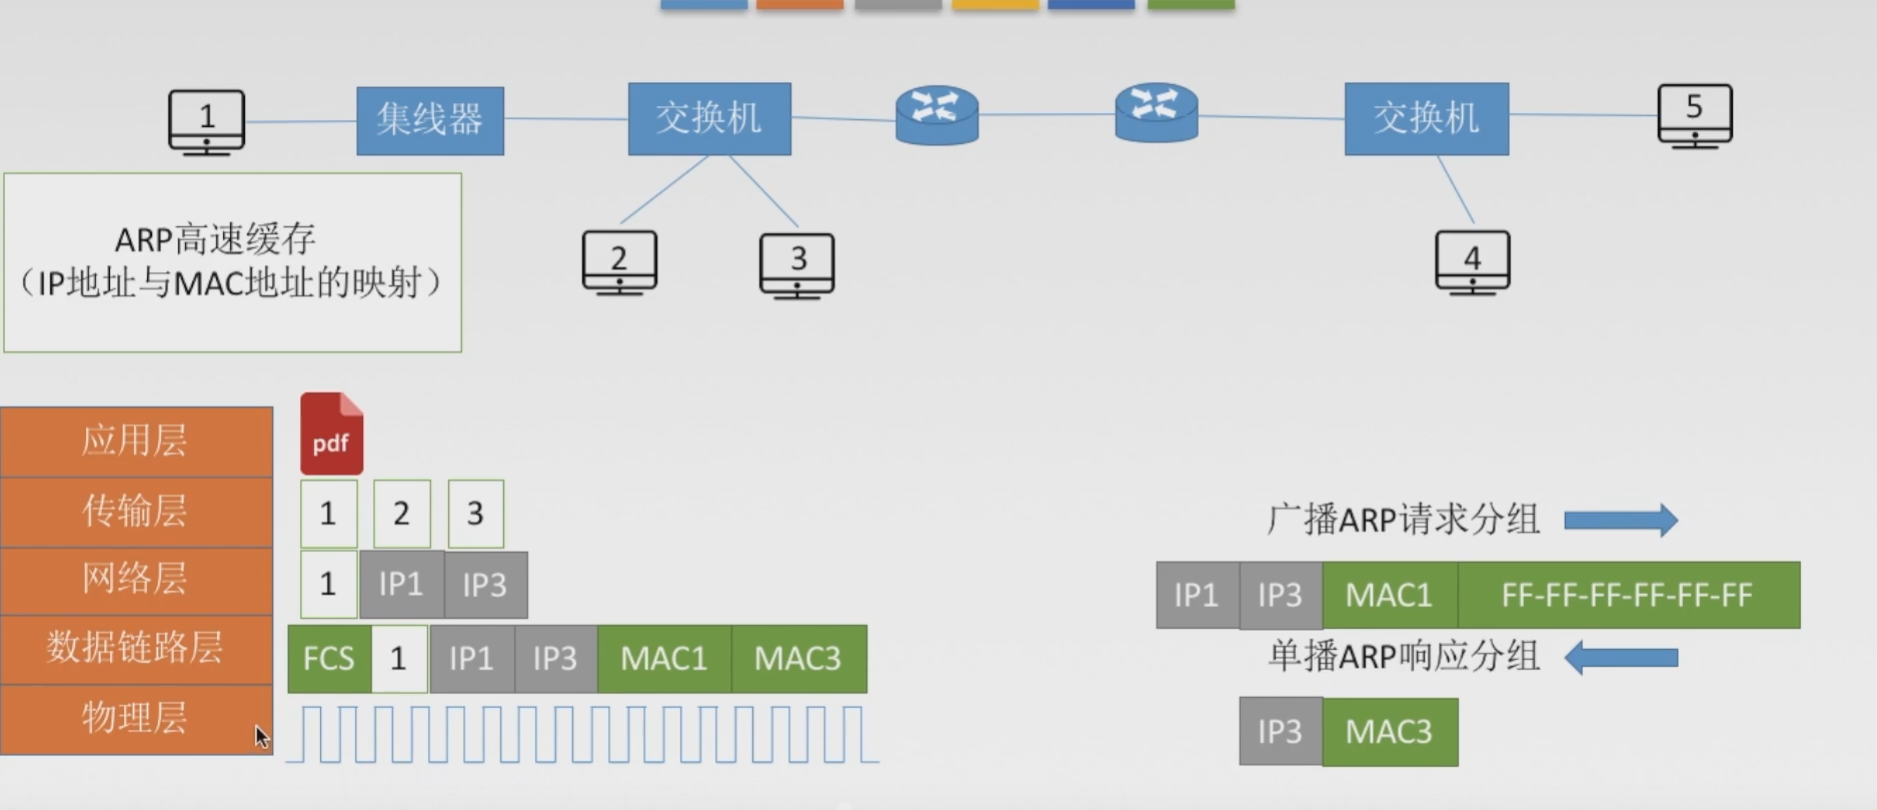 1
集线器
交换机
交换机
5
2
3
4
ARP高速缓存
（IP地址与MAC地址的映射）
应用层
pdf
传输层
1 2 3
网络层
1 IP1 IP3
数据链路层
FCS 1 IP1 IP3 MAC1 MAC3
物理层
广播ARP请求分组
IP1 IP3 MAC1 FF-FF-FF-FF-FF-FF
单播ARP响应分组
IP3 MAC3